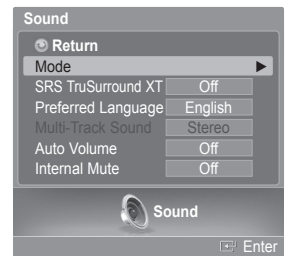 Sound
Return
Mode ►
SRS TruSurround XT Off
Preferred Language English
Multi-Track Sound Stereo
Auto Volume Off
Internal Mute Off
Sound
Enter